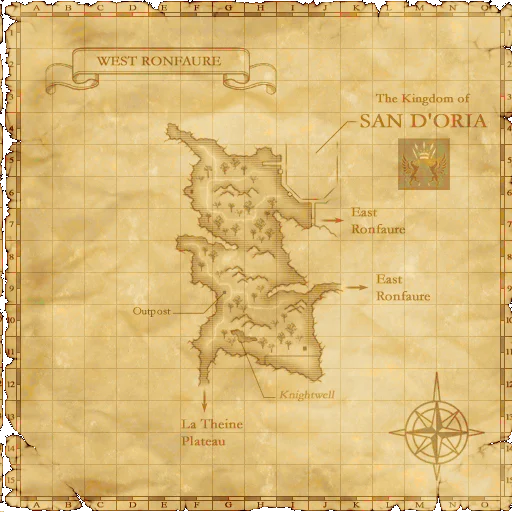 A B C D E F G H I J K L M N O
WEST RONFAURE
The Kingdom of
SAN D'ORIA
East
Ronfaure
East
Ronfaure
Outpost
Knightwell
La Theine
Plateau
A B C D E F G H I J K L M N O